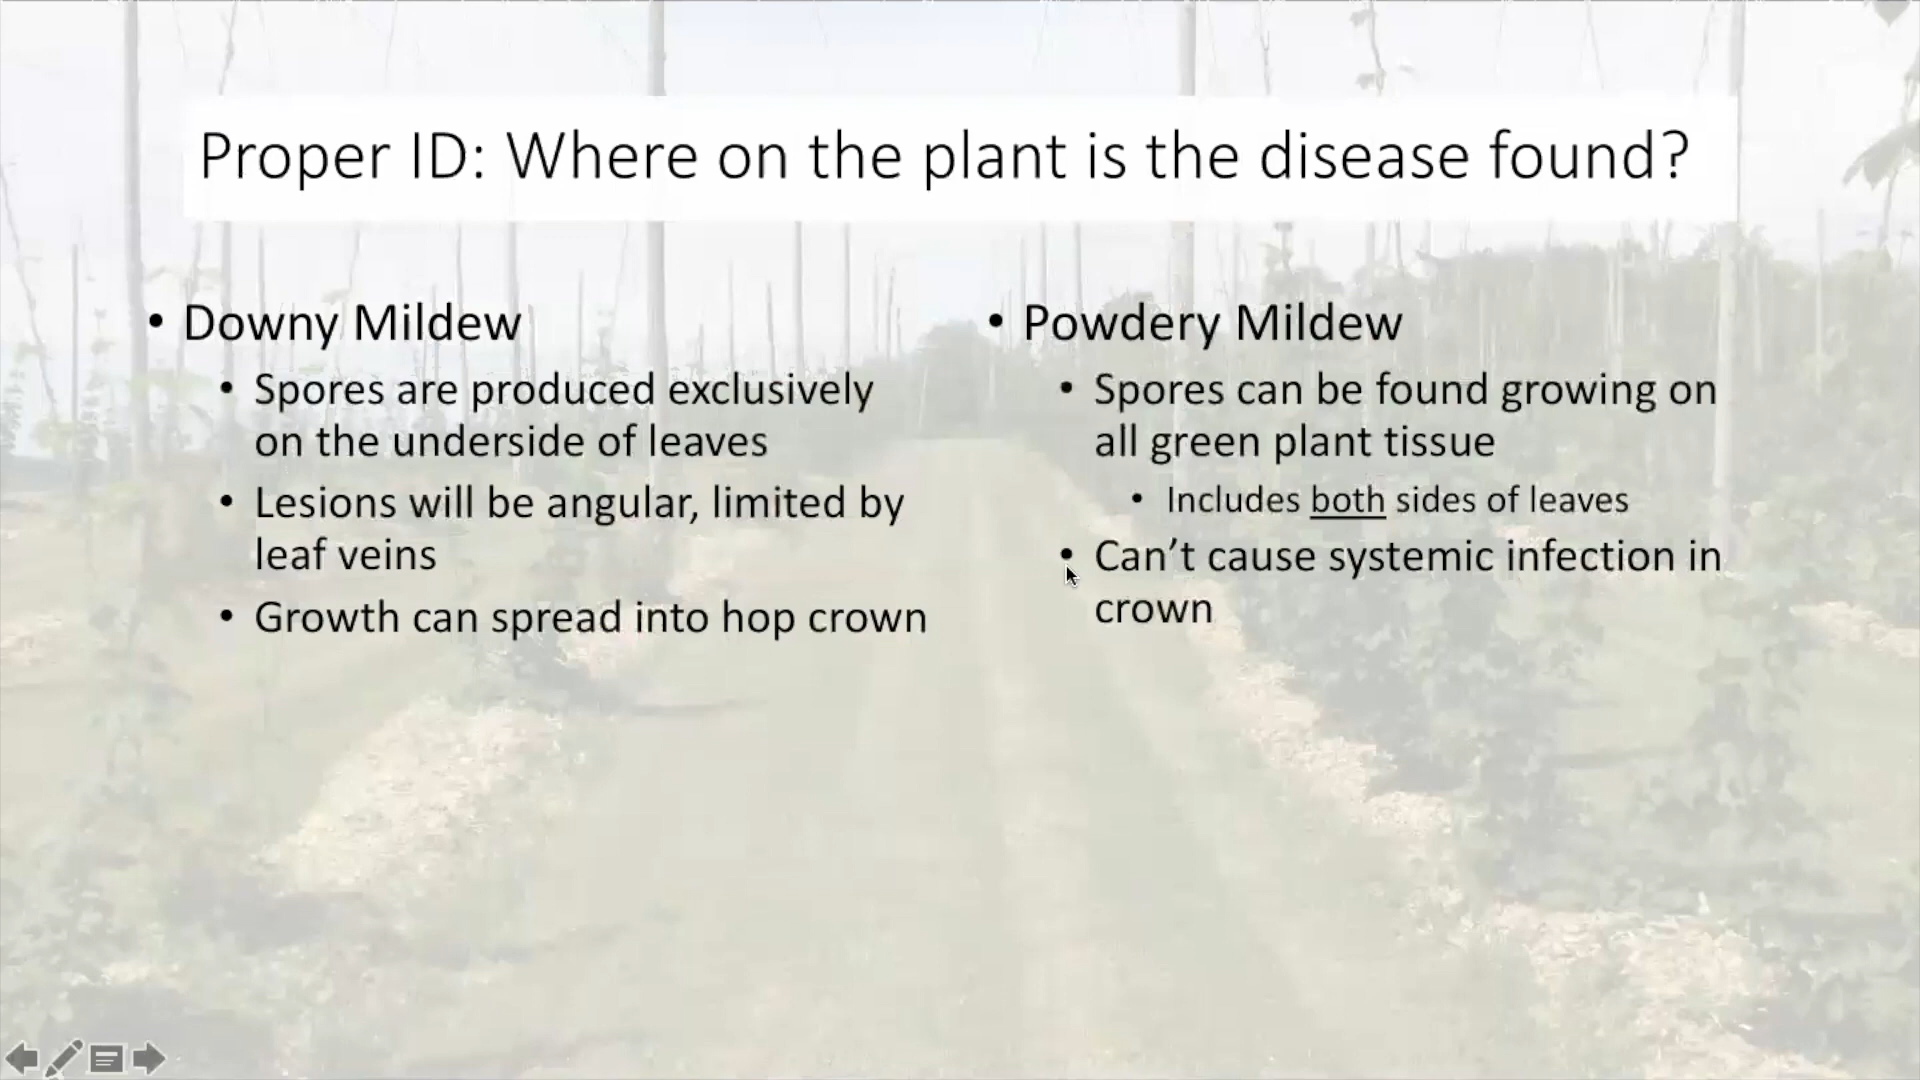 Proper ID: Where on the plant is the disease found?
• Downy Mildew
• Spores are produced exclusively
on the underside of leaves
• Lesions will be angular, limited by
leaf veins
• Growth can spread into hop crown
• Powdery Mildew
• Spores can be found growing on
all green plant tissue
• Includes both sides of leaves
• Can’t cause systemic infection in
crown